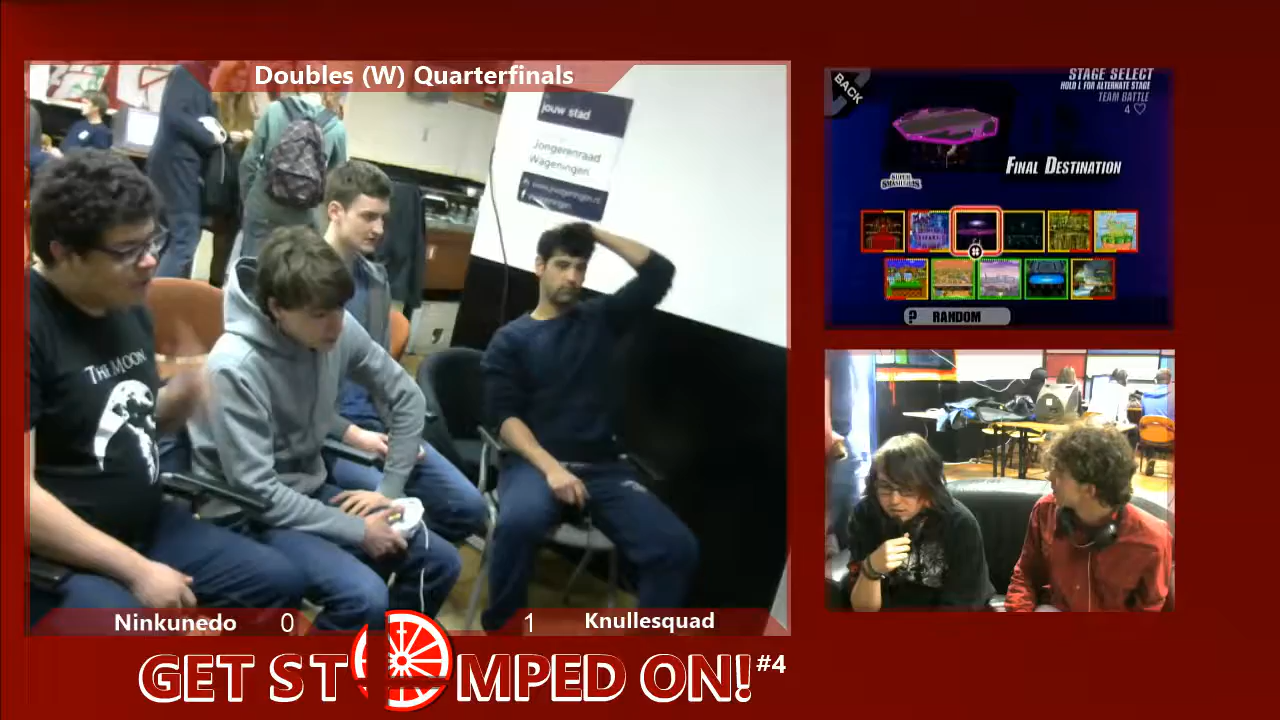 Doubles (W) Quarterfinals
jouw stad
Jongerenraad
Wageningen
THE MOON
Ninkunedo 0
1 Knullesquad
GET STOMPED ON! #4
BACK
STAGE SELECT
HOLD L FOR ALTERNATE STAGE
TEAM BATTLE
4
FINAL DESTINATION
SUPER
SMASH BROS
? RANDOM